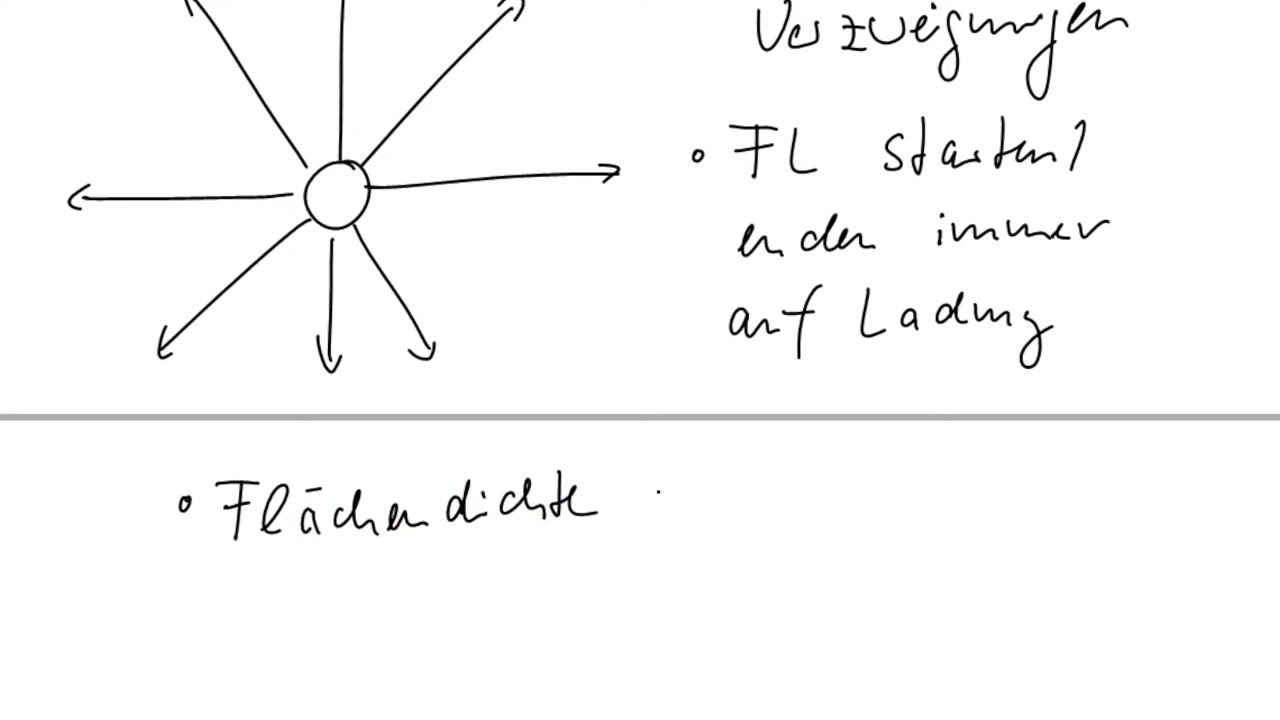 Verzweigungen
• FL starten/
enden immer
auf Ladung
• Flächendichte